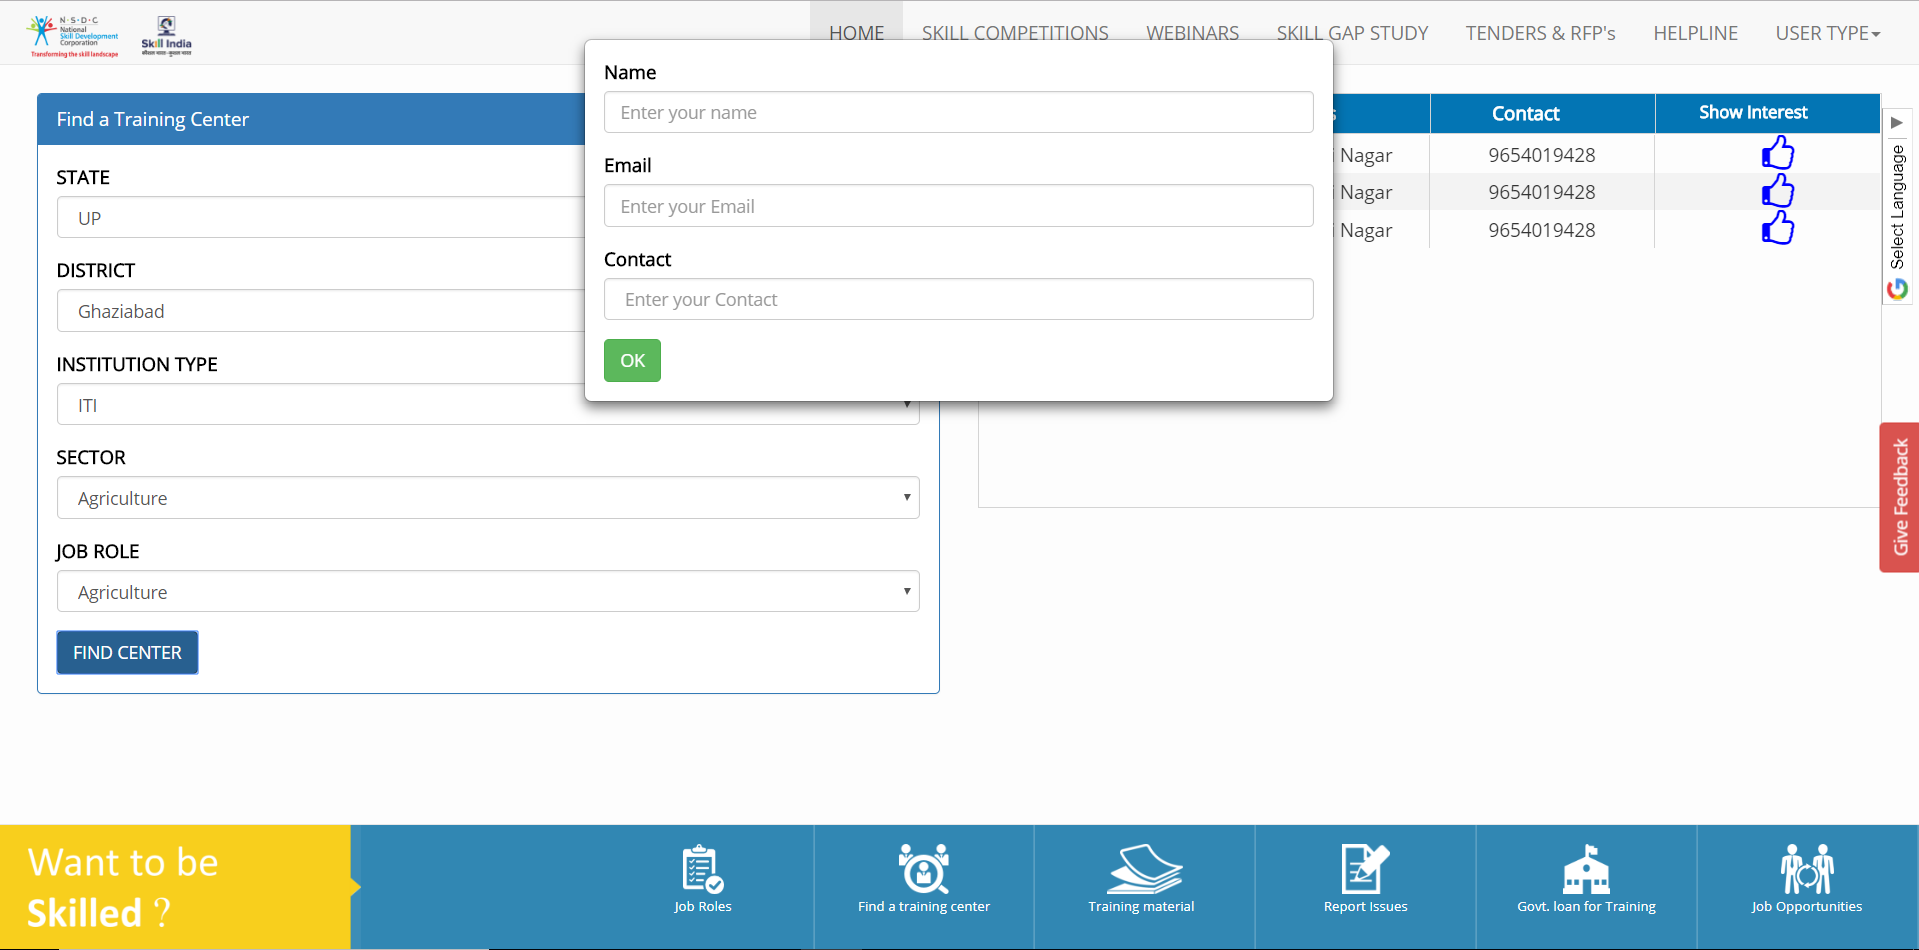 N·S·D·C
National
Skill Development
Corporation
Transforming the skill landscape
Skill India
कौशल भारत - कुशल भारत
HOME
SKILL COMPETITIONS
WEBINARS
SKILL GAP STUDY
TENDERS & RFP's
HELPLINE
USER TYPE
Find a Training Center
STATE
UP
DISTRICT
Ghaziabad
INSTITUTION TYPE
ITI
SECTOR
Agriculture
JOB ROLE
Agriculture
FIND CENTER
Name
Enter your name
Email
Enter your Email
Contact
Enter your Contact
OK
Contact
Show Interest
Nagar
9654019428
Nagar
9654019428
Nagar
9654019428
Select Language
Give Feedback
Want to be
Skilled ?
Job Roles
Find a training center
Training material
Report Issues
Govt. loan for Training
Job Opportunities